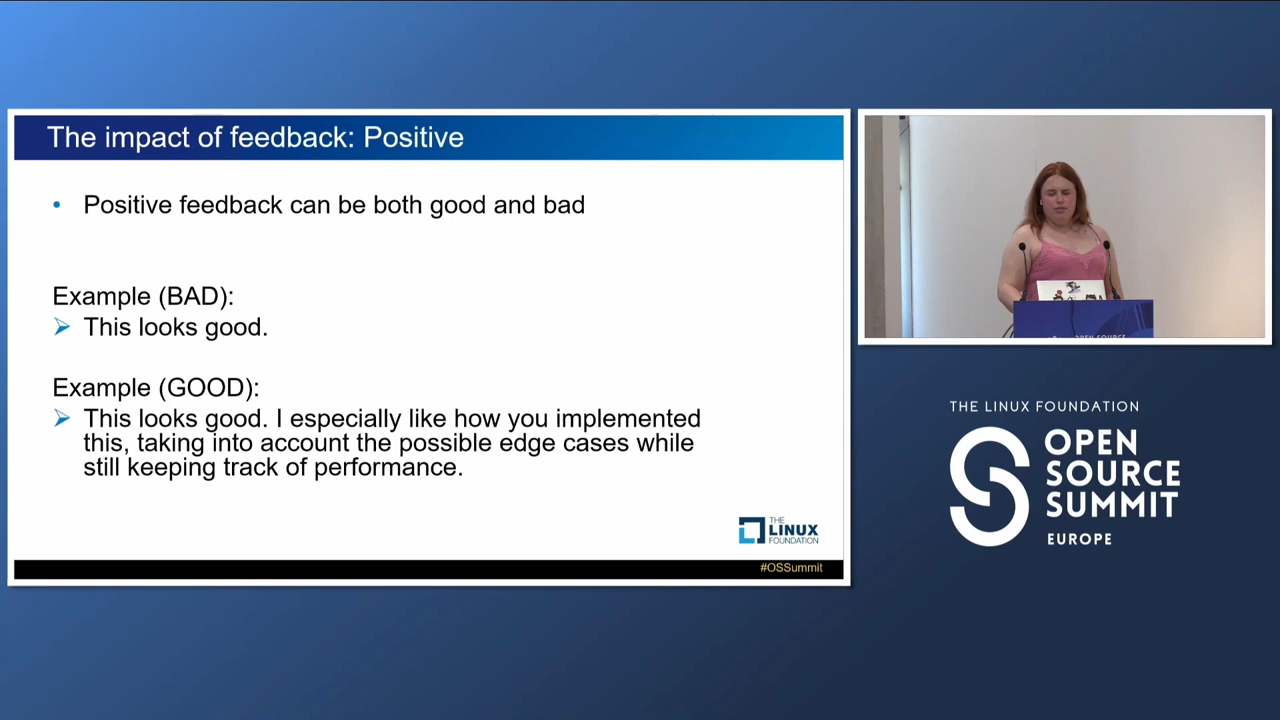 The impact of feedback: Positive
• Positive feedback can be both good and bad
Example (BAD):
➢ This looks good.
Example (GOOD):
➢ This looks good. I especially like how you implemented
this, taking into account the possible edge cases while
still keeping track of performance.
THE
LINUX
FOUNDATION
#OSSummit
OPEN SOURCE
THE LINUX FOUNDATION
OPEN
SOURCE
SUMMIT
EUROPE